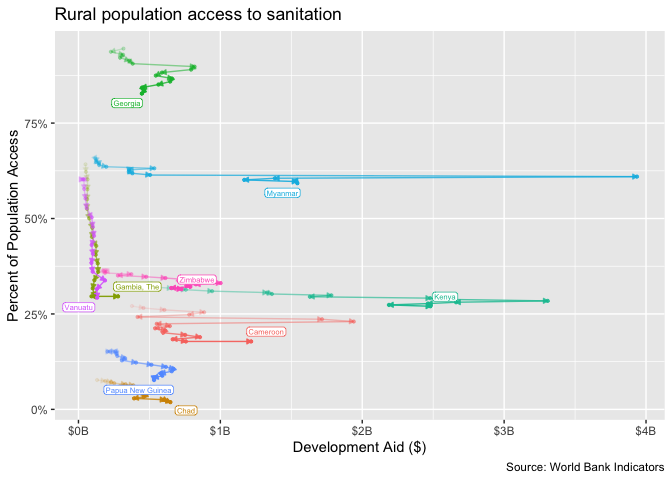 Rural population access to sanitation
Percent of Population Access
75%
50%
25%
0%
Georgia
Myanmar
Zimbabwe
Gambia, The
Kenya
Vanuatu
Cameroon
Papua New Guinea
Chad
$0B $1B $2B $3B $4B
Development Aid ($)
Source: World Bank Indicators